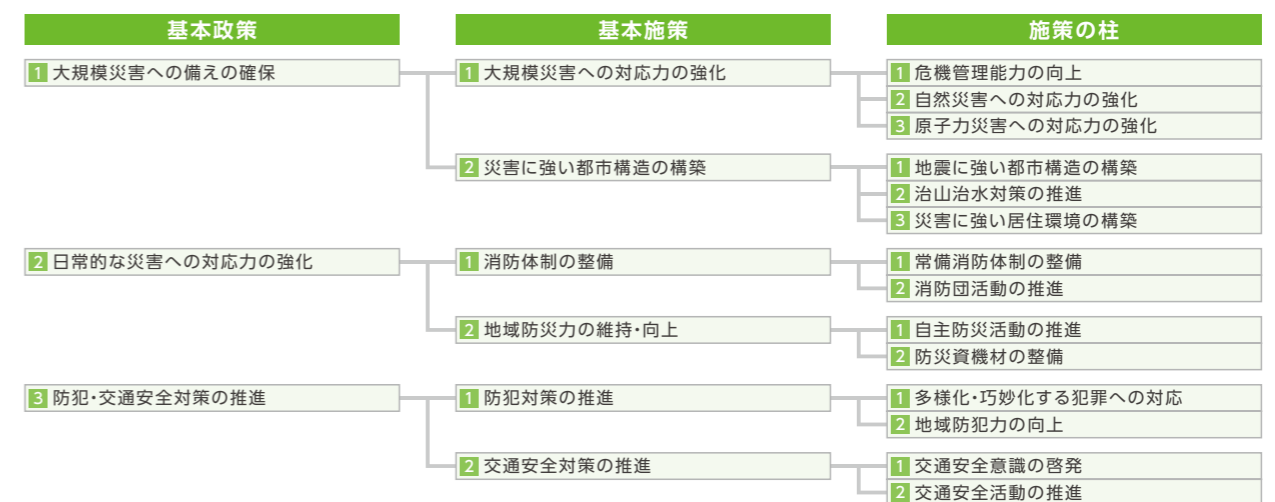 基本政策 基本施策 施策の柱
1 大規模災害への備えの確保 1 大規模災害への対応力の強化 1 危機管理能力の向上
2 自然災害への対応力の強化
3 原子力災害への対応力の強化
2 災害に強い都市構造の構築 1 地震に強い都市構造の構築
2 治山治水対策の推進
3 災害に強い居住環境の構築
2 日常的な災害への対応力の強化 1 消防体制の整備 1 常備消防体制の整備
2 消防団活動の推進
2 地域防災力の維持・向上 1 自主防災活動の推進
2 防災資機材の整備
3 防犯・交通安全対策の推進 1 防犯対策の推進 1 多様化・巧妙化する犯罪への対応
2 地域防犯力の向上
2 交通安全対策の推進 1 交通安全意識の啓発
2 交通安全活動の推進